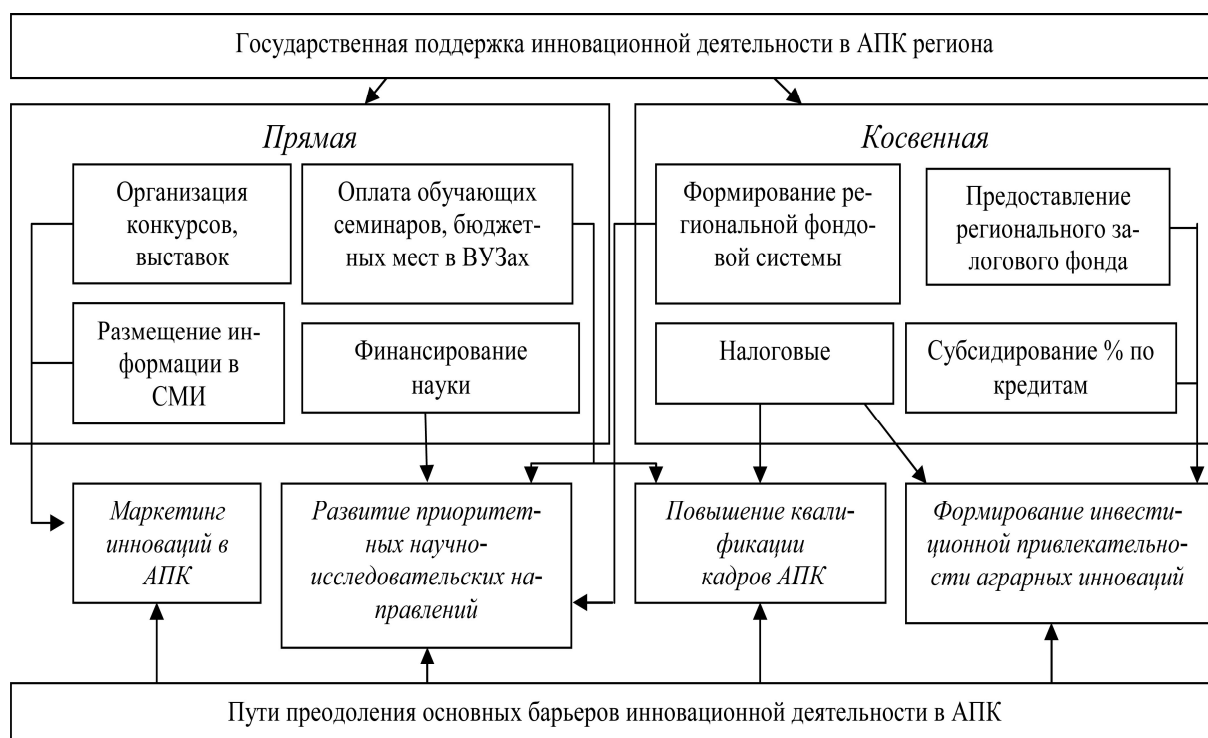 Государственная поддержка инновационной деятельности в АПК региона
Прямая
Организация
конкурсов,
выставок
Оплата обучающих
семинаров, бюджет-
ных мест в ВУЗах
Размещение ин-
формации в
СМИ
Финансирование
науки
Косвенная
Формирование ре-
гиональной фондо-
вой системы
Предоставление
регионального за-
логового фонда
Налоговые
Субсидирование % по
кредитам
Маркетинг
инноваций в
АПК
Развитие приоритет-
ных научно-
исследовательских на-
правлений
Повышение квали-
фикации
кадров АПК
Формирование инвести-
ционной привлекательно-
сти аграрных инноваций
Пути преодоления основных барьеров инновационной деятельности в АПК